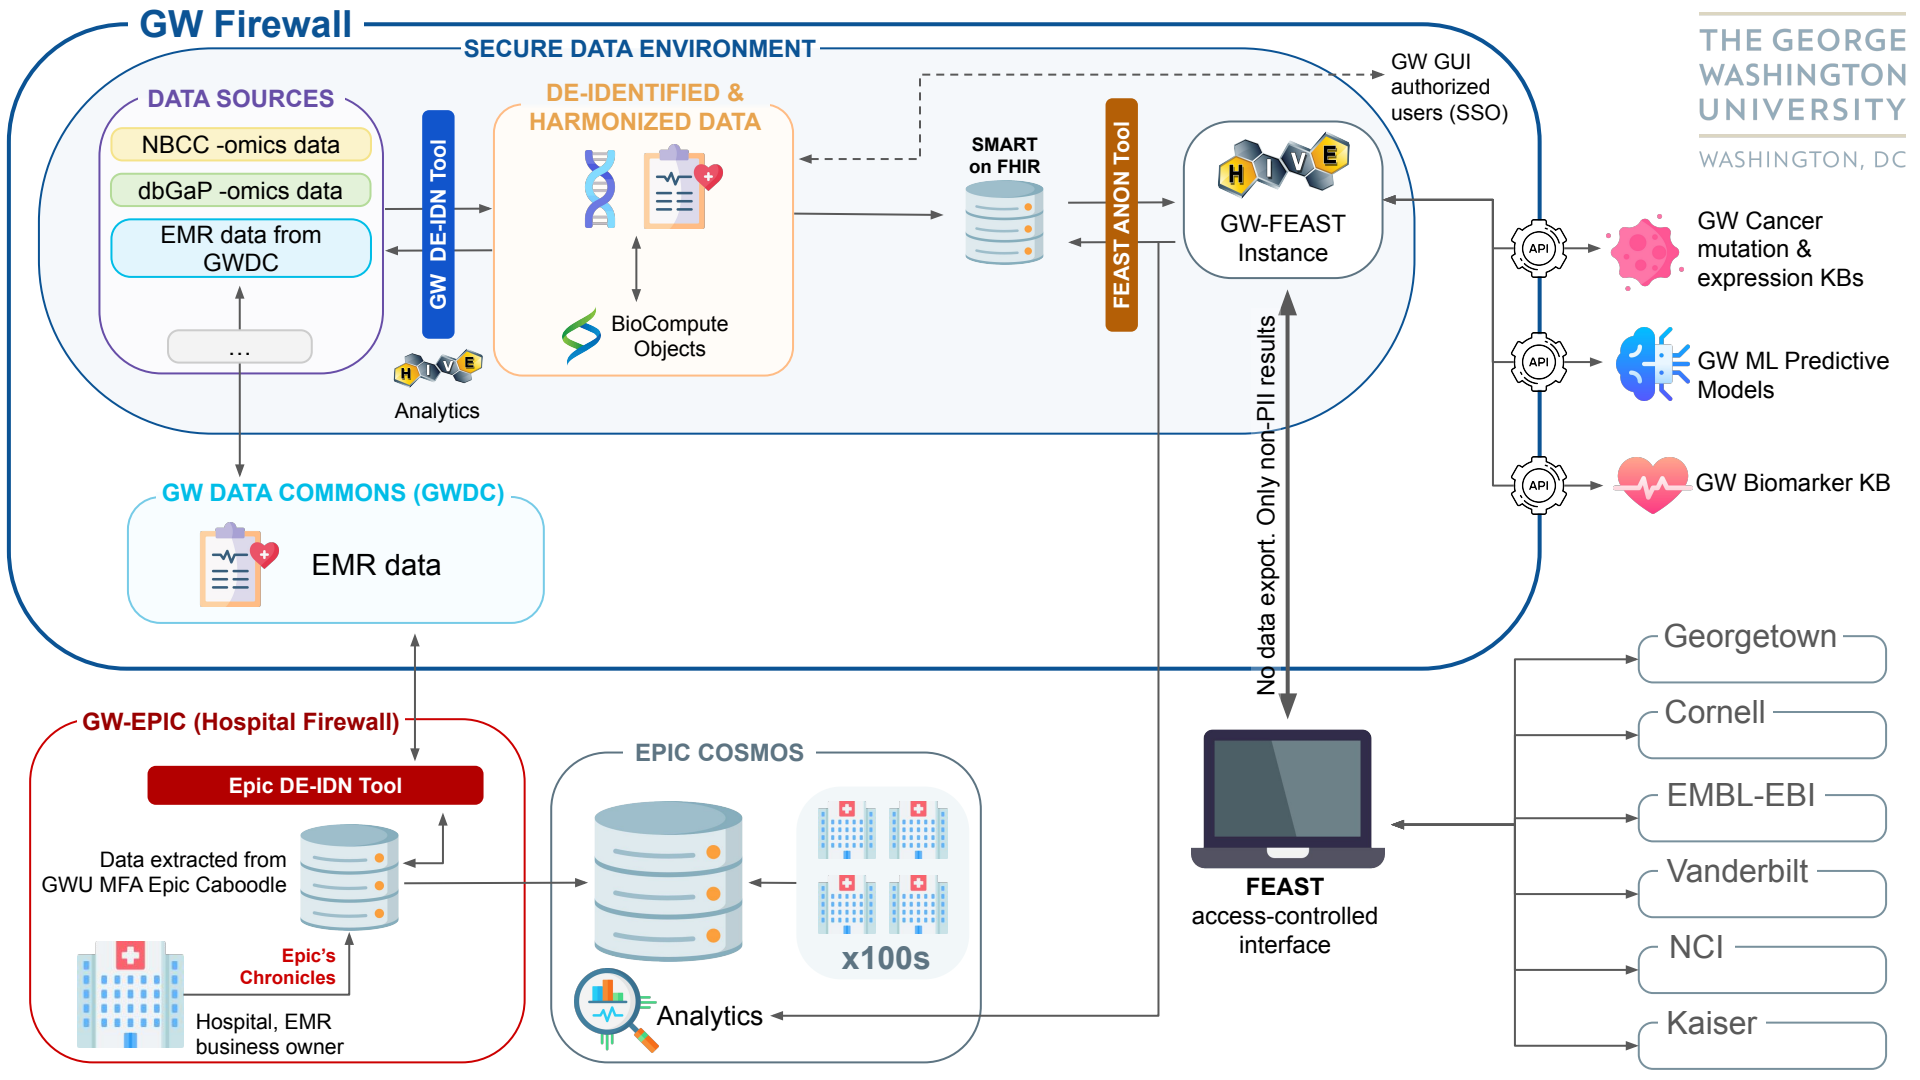 GW Firewall
SECURE DATA ENVIRONMENT
THE GEORGE
WASHINGTON
UNIVERSITY
WASHINGTON, DC
GW GUI
authorized
users (SSO)
DATA SOURCES
NBCC -omics data
dbGaP -omics data
EMR data from
GWDC
...
GW DE-IDN Tool
HIVE
Analytics
DE-IDENTIFIED &
HARMONIZED DATA
BioCompute
Objects
SMART
on FHIR
FEAST ANON Tool
HIVE
GW-FEAST
Instance
API
GW Cancer
mutation &
expression KBs
API
GW ML Predictive
Models
API
GW Biomarker KB
No data export. Only non-PII results
GW DATA COMMONS (GWDC)
EMR data
GW-EPIC (Hospital Firewall)
Epic DE-IDN Tool
Data extracted from
GWU MFA Epic Caboodle
Epic's
Chronicles
Hospital, EMR
business owner
EPIC COSMOS
x100s
Analytics
FEAST
access-controlled
interface
Georgetown
Cornell
EMBL-EBI
Vanderbilt
NCI
Kaiser